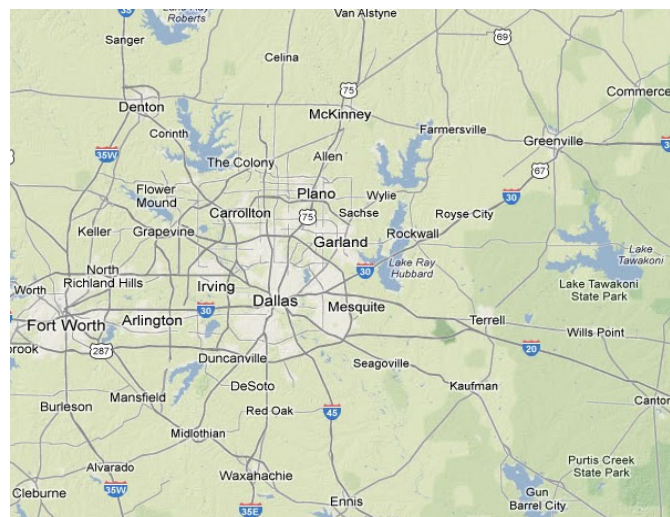 Roberts
35
Sanger
Van Alstyne
69
Celina
75
Commerce
Denton
McKinney
Corinth
Farmersville
Greenville
35W
The Colony
Allen
67
Flower
Mound
Plano
Wylie
30
Carrollton
75
Sachse
Royse City
Keller
Grapevine
Garland
Rockwall
Lake
Tawakoni
North
Richland Hills
30
Lake Ray
Hubbard
Worth
Irving
Dallas
Mesquite
Lake Tawakoni
State Park
Fort Worth
Arlington
30
Terrell
Wills Point
brook
287
Duncanville
Seagoville
20
DeSoto
Kaufman
Mansfield
Burleson
Red Oak
45
Canton
Midlothian
Alvarado
Waxahachie
Purtis Creek
State Park
Cleburne
35W
35E
Ennis
Gun
Barrel City